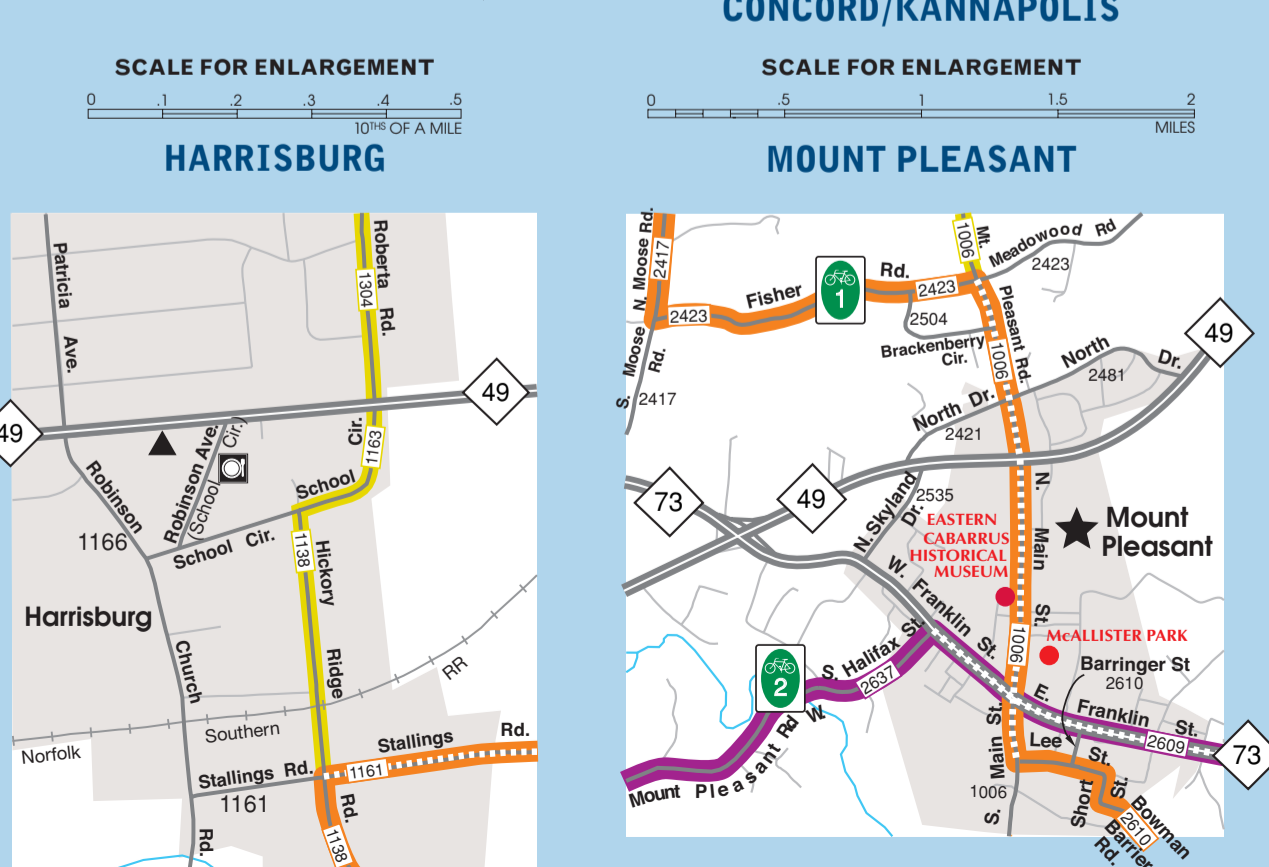 CONCORD/KANNAPOLIS
SCALE FOR ENLARGEMENT
0 .1 .2 .3 .4 .5
10THS OF A MILE
HARRISBURG
SCALE FOR ENLARGEMENT
0 .5 1 1.5 2
MILES
MOUNT PLEASANT
Patricia Ave.
Roberta Rd.
1304
49
49
Robinson
1166
Robinson Ave.
(School Cir.)
School Cir.
1163
School Cir.
1138
Hickory Ridge Rd.
Harrisburg
Church Rd.
RR
Southern
Norfolk
Stallings Rd.
1161
Stallings Rd.
1161
1138
N. Moose Rd.
2417
2423
Fisher Rd.
1
2423
1006
Mt. Pleasant Rd.
Meadowood Rd
2423
2504
Brackenberry
Cir.
1006
S. Moose Rd.
2417
North Dr.
2481
49
North Dr.
2421
73
49
N. Skyland Dr.
2535
EASTERN
CABARRUS
HISTORICAL
MUSEUM
N. Main St.
Mount
Pleasant
W. Franklin St.
1006
McALLISTER PARK
Barringer St
2610
2
S. Halifax St.
2637
Mount Pleasant Rd W.
E. Franklin St.
2609
73
Lee St.
S. Main St.
1006
Short St.
2610
Bowman
Barrier
Rd.